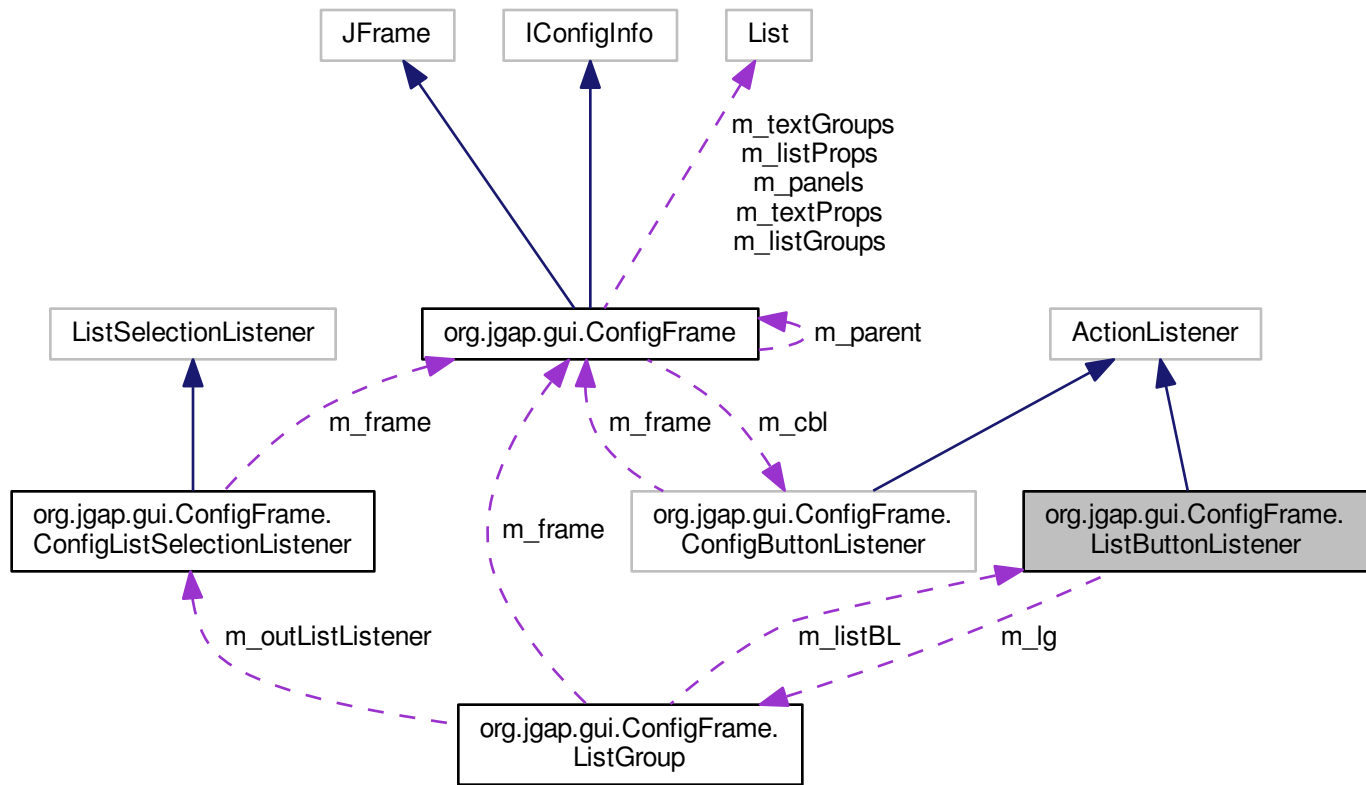 JFrame
IConfigInfo
List
m_textGroups
m_listProps
m_panels
m_textProps
m_listGroups
ListSelectionListener
org.jgap.gui.ConfigFrame
m_parent
ActionListener
m_frame
m_frame
m_cbl
org.jgap.gui.ConfigFrame.
ConfigListSelectionListener
m_frame
org.jgap.gui.ConfigFrame.
ConfigButtonListener
org.jgap.gui.ConfigFrame.
ListButtonListener
m_outListListener
m_listBL
m_lg
org.jgap.gui.ConfigFrame.
ListGroup